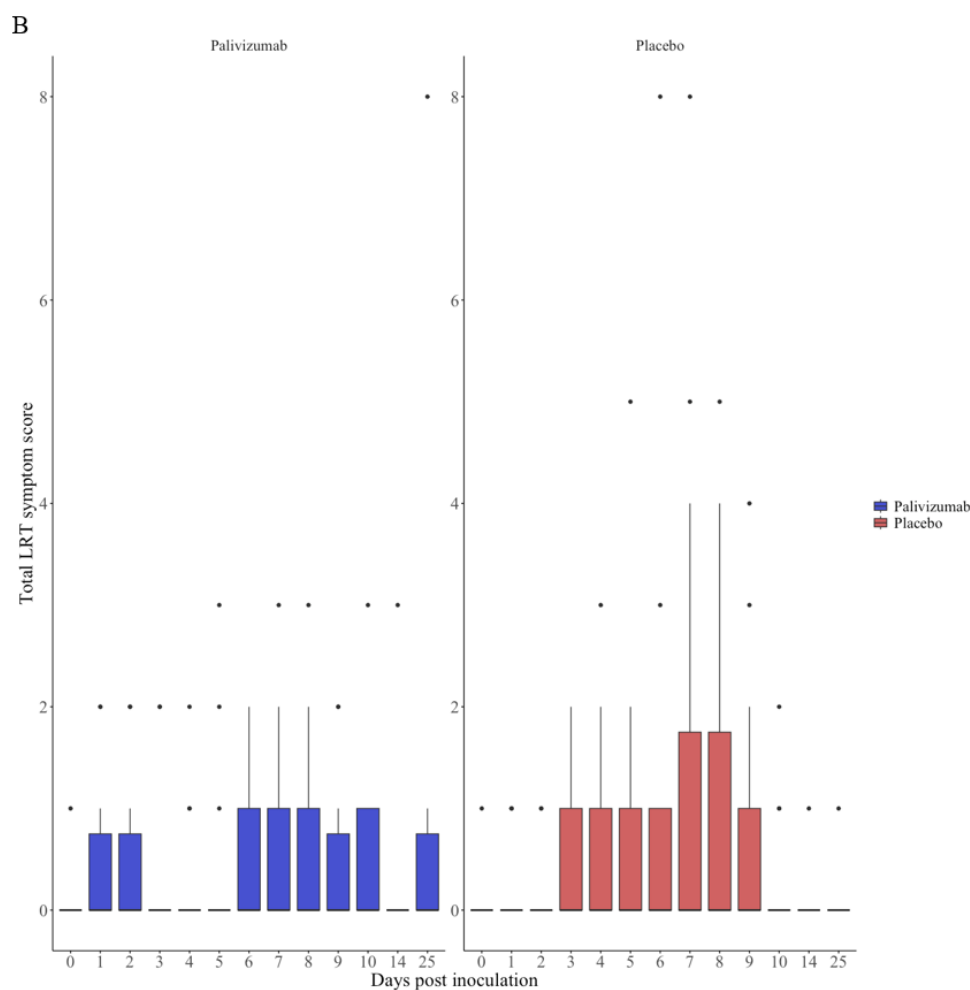 B
Palivizumab Placebo
8 8
6 6
Total LRT symptom score
4 4
Palivizumab
Placebo
2 2
0 0
0 1 2 3 4 5 6 7 8 9 10 14 25 0 1 2 3 4 5 6 7 8 9 10 14 25
Days post inoculation